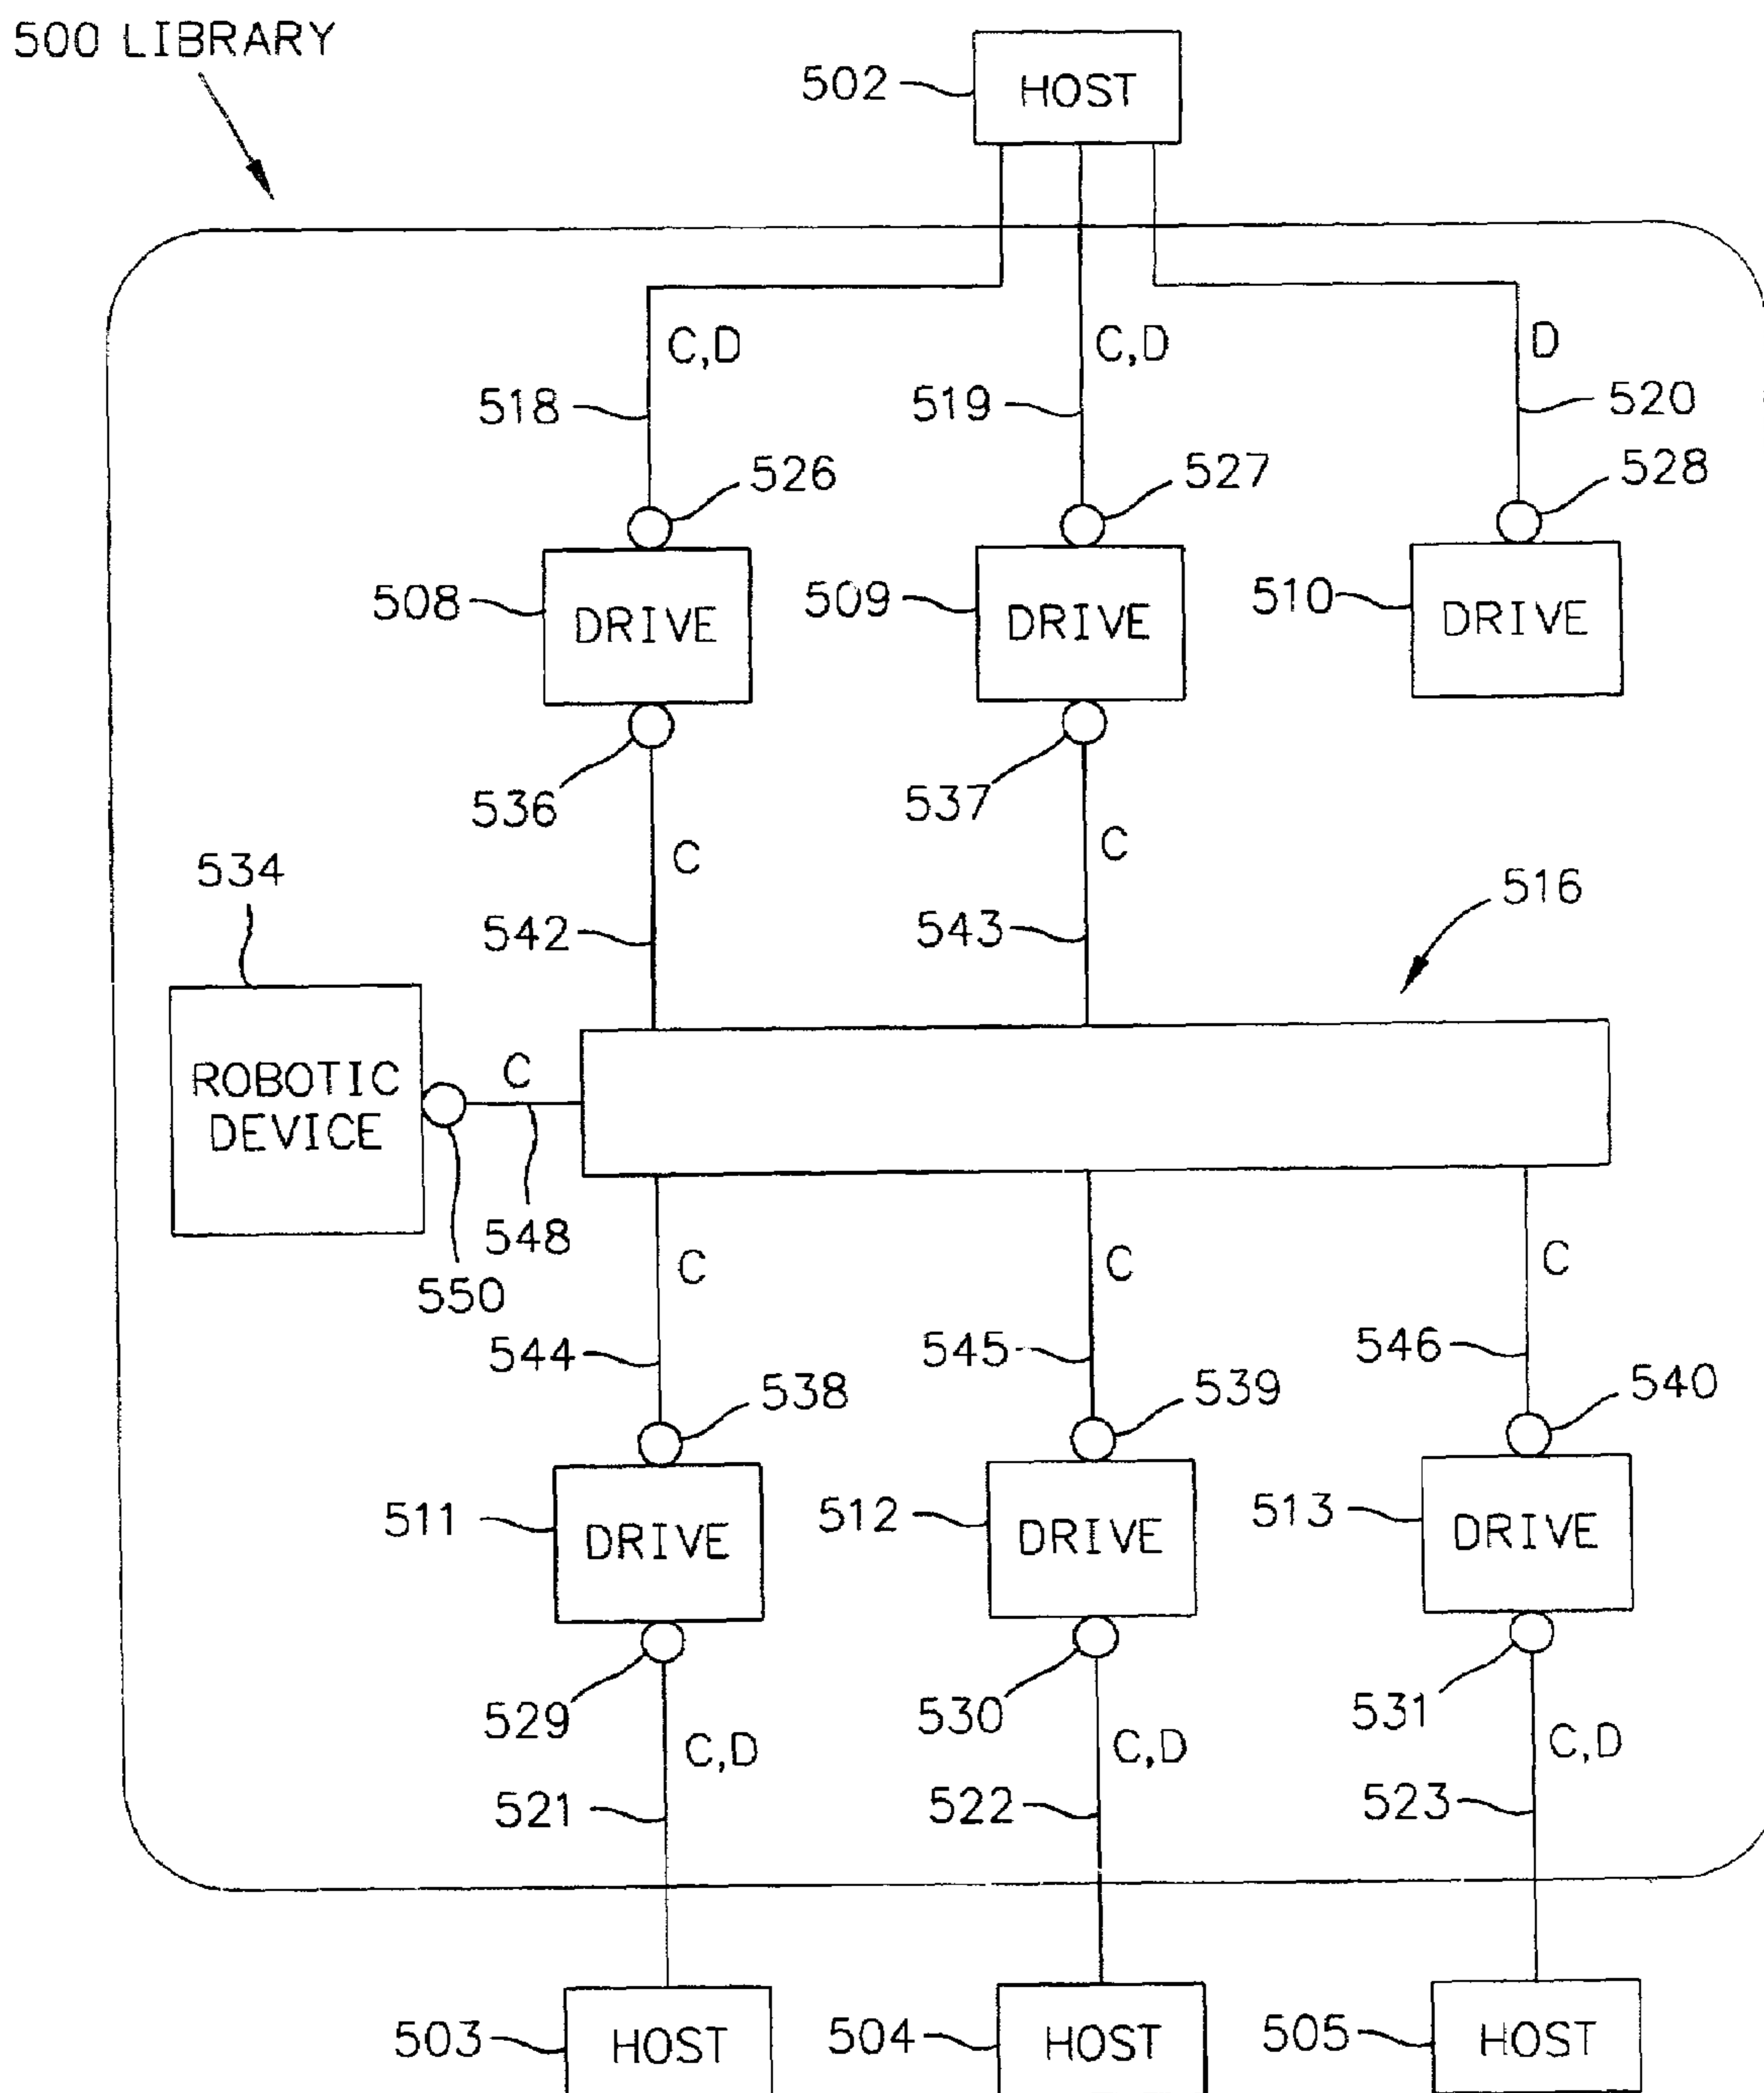 500 LIBRARY
502
HOST
C,D
C,D
D
518
519
520
526
527
528
508
DRIVE
509
DRIVE
510
DRIVE
536
537
C
C
534
516
542
543
ROBOTIC
DEVICE
C
548
550
C
C
C
544
545
546
538
539
540
511
DRIVE
512
DRIVE
513
DRIVE
529
530
531
C,D
C,D
C,D
521
522
523
503
HOST
504
HOST
505
HOST